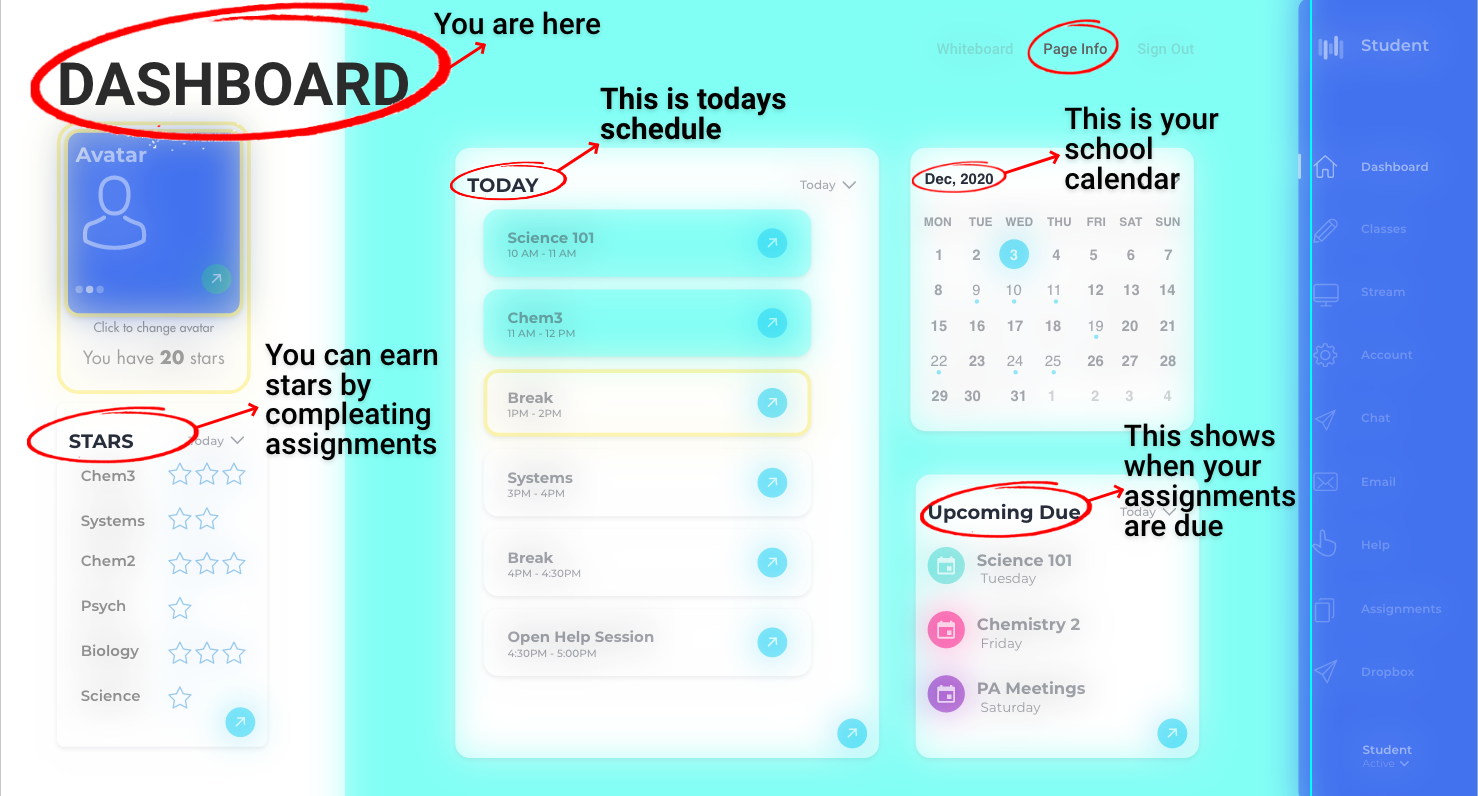 You are here
DASHBOARD
Whiteboard
Page Info
Sign Out
Student
Avatar
Click to change avatar
You have 20 stars
You can earn
stars by
compleating
assignments
STARS
Today
Chem3
Systems
Chem2
Psych
Biology
Science
This is todays
schedule
TODAY
Today
Science 101
10 AM - 11 AM
Chem3
11 AM - 12 PM
Break
1PM - 2PM
Systems
3PM - 4PM
Break
4PM - 4:30PM
Open Help Session
4:30PM - 5:00PM
This is your
school
calendar
Dec, 2020
MON TUE WED THU FRI SAT SUN
1 2 3 4 5 6 7
8 9 10 11 12 13 14
15 16 17 18 19 20 21
22 23 24 25 26 27 28
29 30 31 1 2 3 4
This shows
when your
assignments
are due
Upcoming Due
Today
Science 101
Tuesday
Chemistry 2
Friday
PA Meetings
Saturday
Dashboard
Classes
Stream
Account
Chat
Email
Help
Assignments
Dropbox
Student
Active